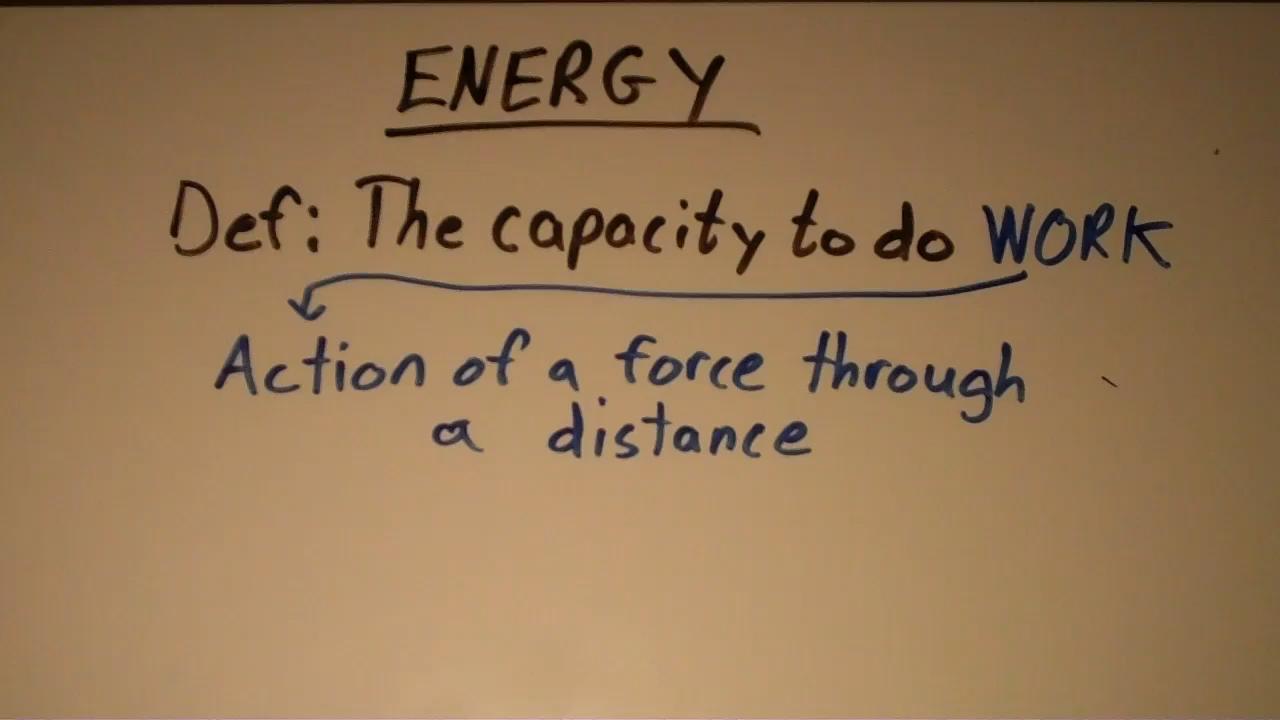 ENERGY
Def: The capacity to do WORK
Action of a force through
a distance